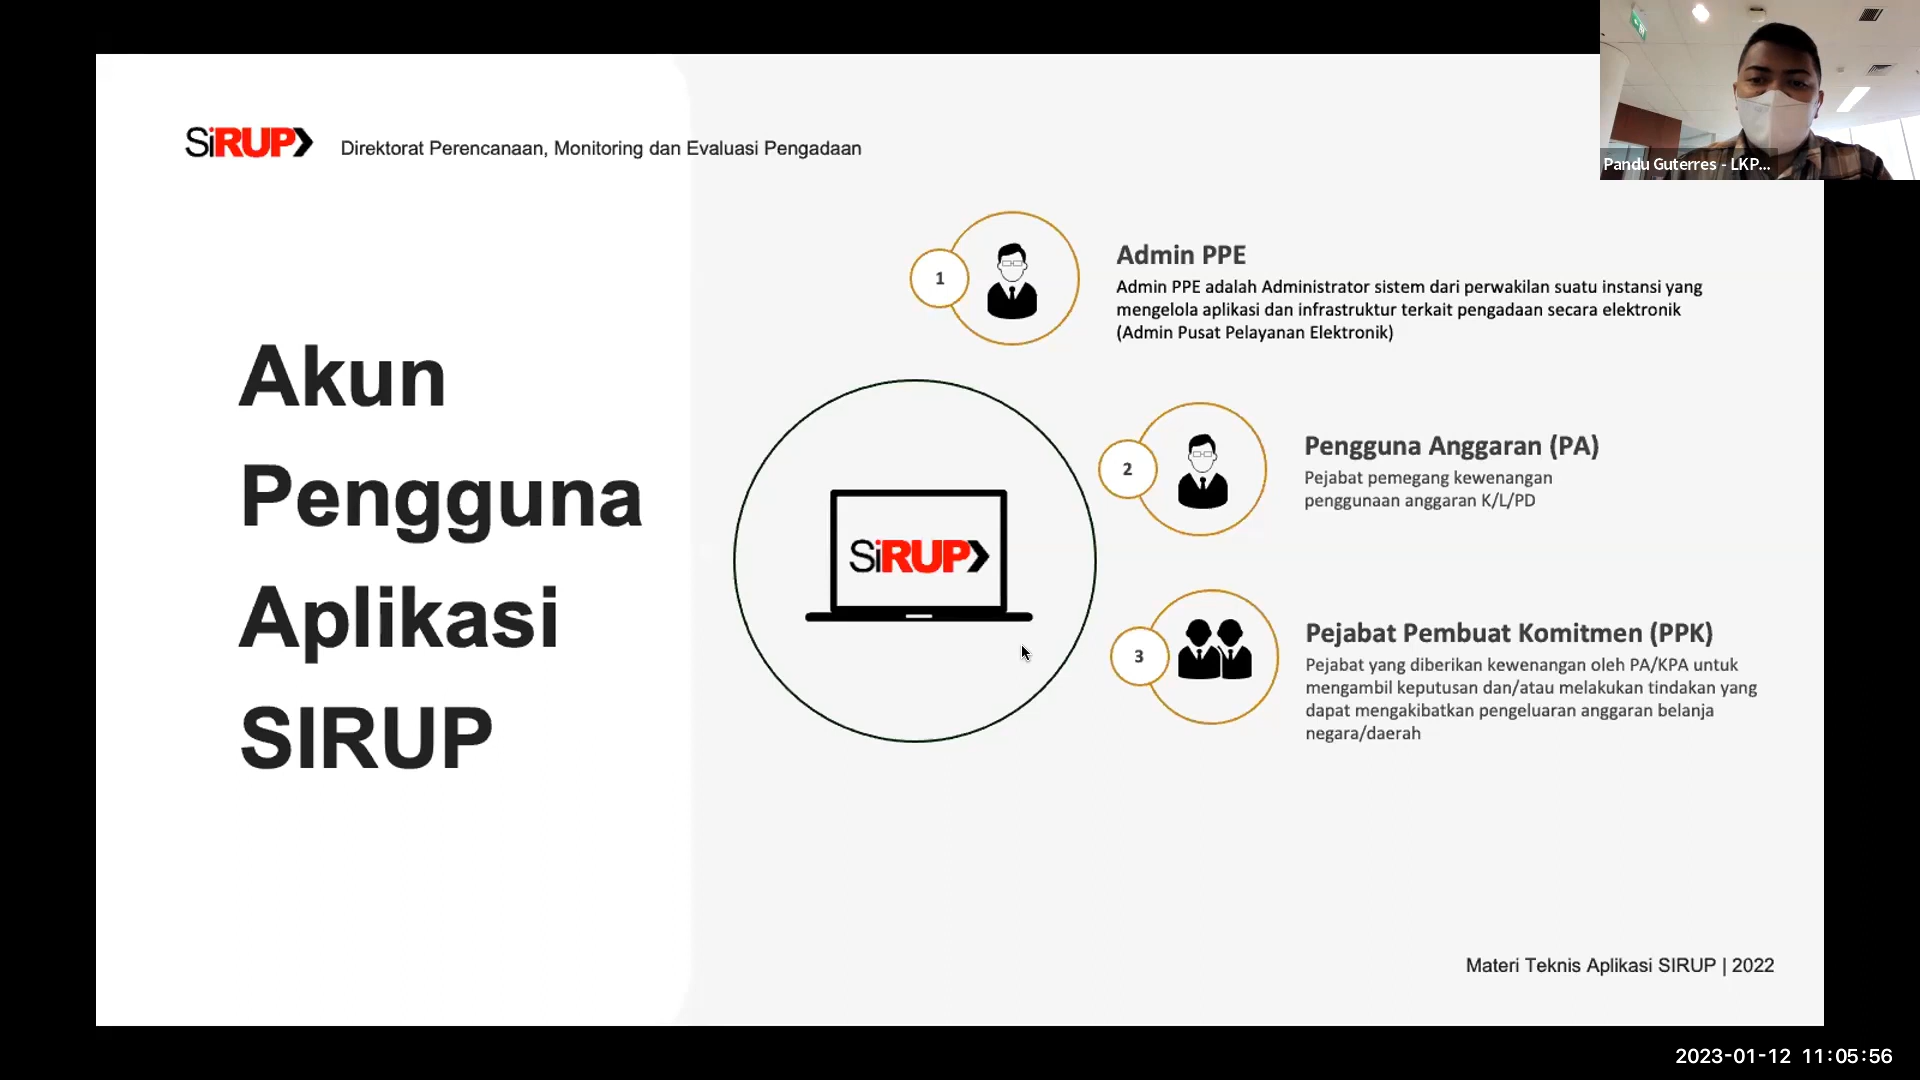 SiRUP
Direktorat Perencanaan, Monitoring dan Evaluasi Pengadaan
Pandu Guterres - LKP...
Akun
Pengguna
Aplikasi
SIRUP
1
Admin PPE
Admin PPE adalah Administrator sistem dari perwakilan suatu instansi yang
mengelola aplikasi dan infrastruktur terkait pengadaan secara elektronik
(Admin Pusat Pelayanan Elektronik)
SiRUP
2
Pengguna Anggaran (PA)
Pejabat pemegang kewenangan
penggunaan anggaran K/L/PD
3
Pejabat Pembuat Komitmen (PPK)
Pejabat yang diberikan kewenangan oleh PA/KPA untuk
mengambil keputusan dan/atau melakukan tindakan yang
dapat mengakibatkan pengeluaran anggaran belanja
negara/daerah
Materi Teknis Aplikasi SIRUP | 2022
2023-01-12 11:05:56